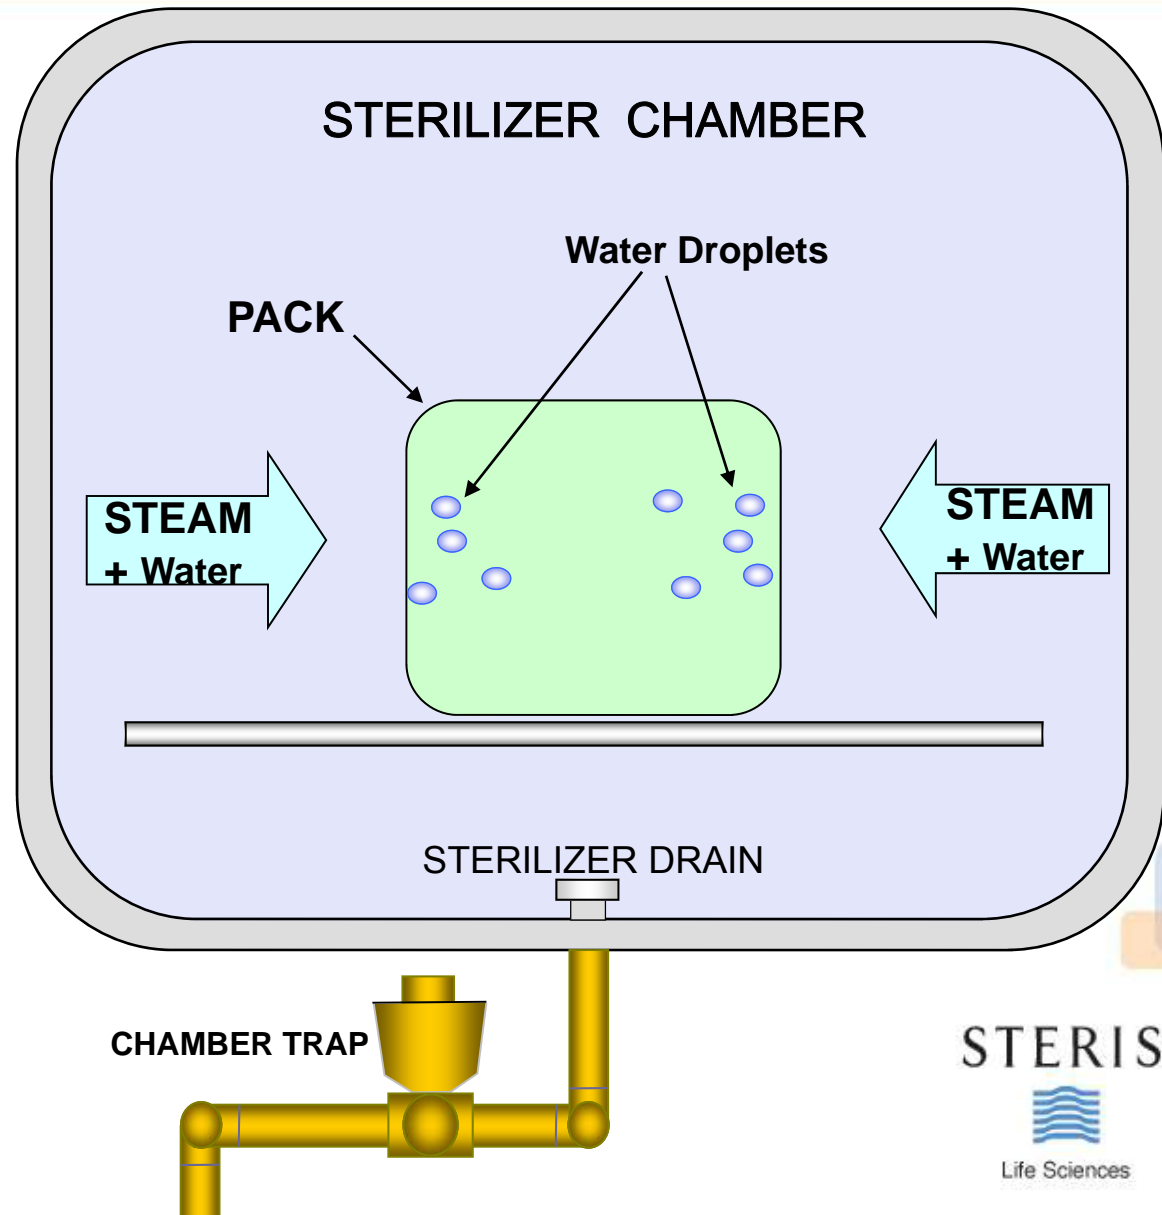 STERILIZER CHAMBER
Water Droplets
PACK
STEAM
+ Water
STEAM
+ Water
STERILIZER DRAIN
CHAMBER TRAP
STERIS
Life Sciences